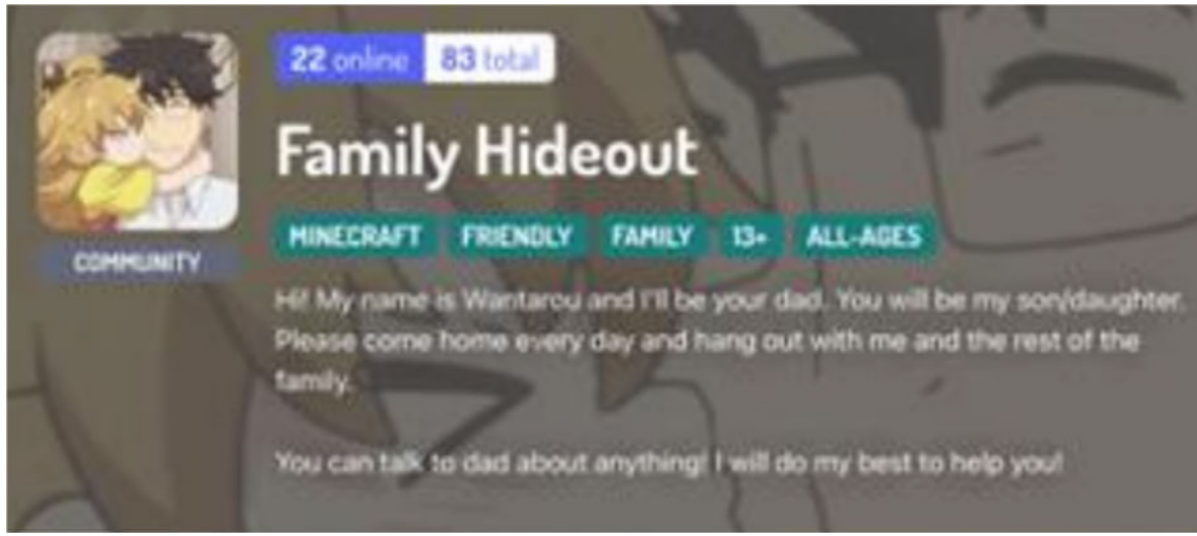 22 online 83 total
Family Hideout
MINECRAFT FRIENDLY FAMILY 13+ ALL-AGES
COMMUNITY
Hi! My name is Wantarou and I'll be your dad. You will be my son/daughter.
Please come home every day and hang out with me and the rest of the
family.
You can talk to dad about anything! I will do my best to help you!